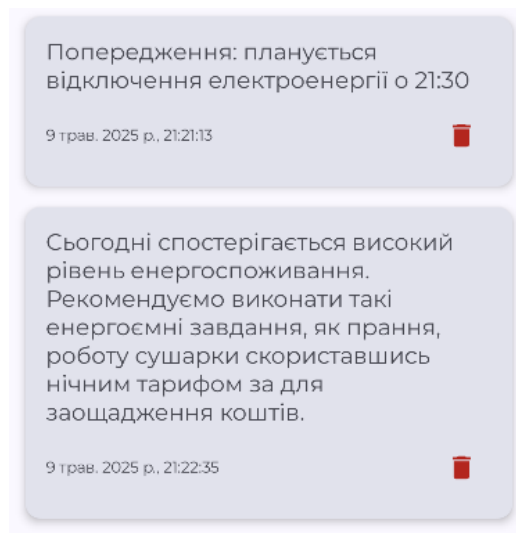 Попередження: планується
відключення електроенергії о 21:30
9 трав. 2025 р., 21:21:13
Сьогодні спостерігається високий
рівень енергоспоживання.
Рекомендуємо виконати такі
енергоємні завдання, як прання,
роботу сушарки скориставшись
нічним тарифом за для
заощадження коштів.
9 трав. 2025 р., 21:22:35